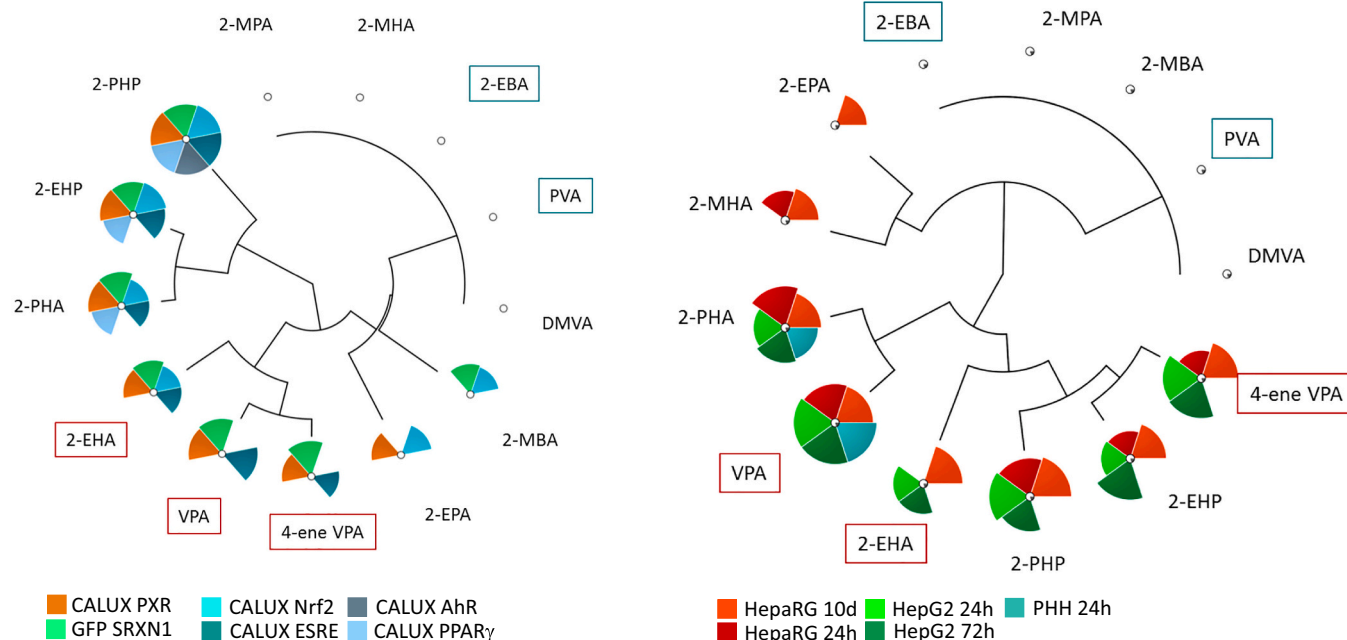 2-MPA
2-MHA
2-PHP
2-EBA
2-EHP
PVA
2-PHA
DMVA
2-EHA
2-MBA
VPA
4-ene VPA
2-EPA
CALUX PXR
CALUX Nrf2
CALUX AhR
GFP SRXN1
CALUX ESRE
CALUX PPARγ
2-EBA
2-MPA
2-MBA
2-EPA
PVA
2-MHA
DMVA
2-PHA
4-ene VPA
VPA
2-EHP
2-EHA
2-PHP
HepaRG 10d
HepG2 24h
PHH 24h
HepaRG 24h
HepG2 72h